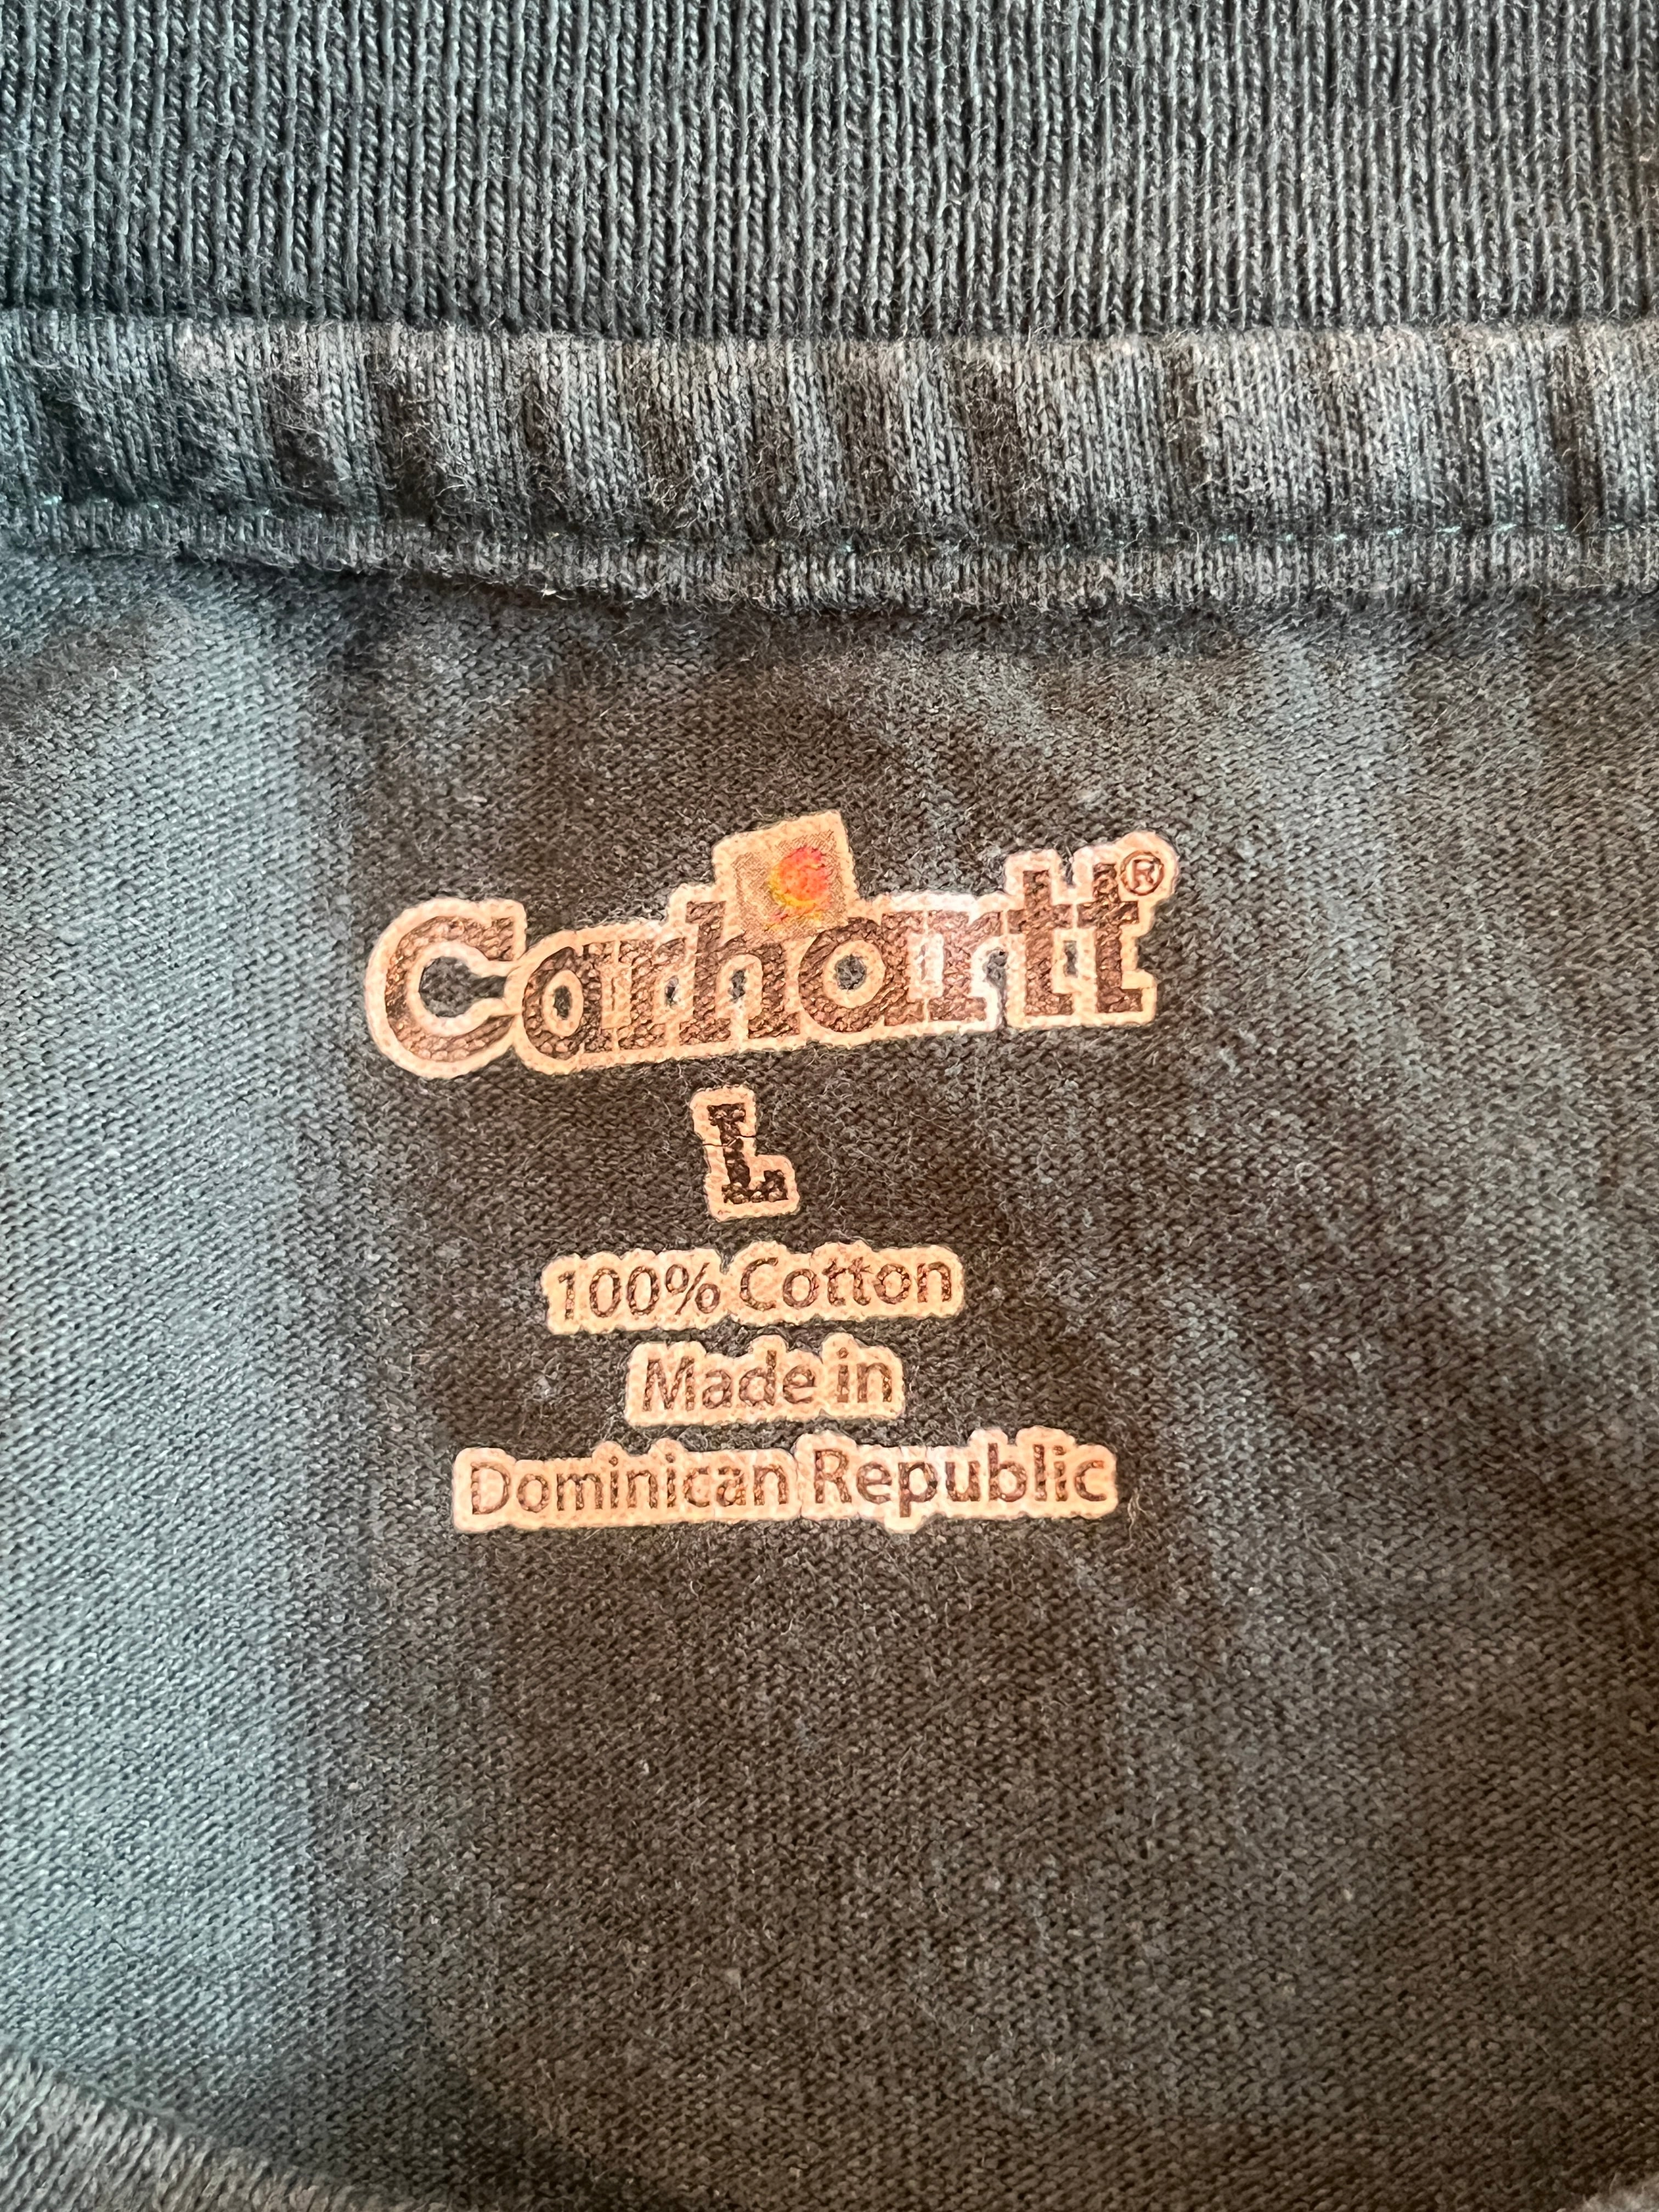 Carhartt®
L
100% Cotton
Made in
Dominican Republic